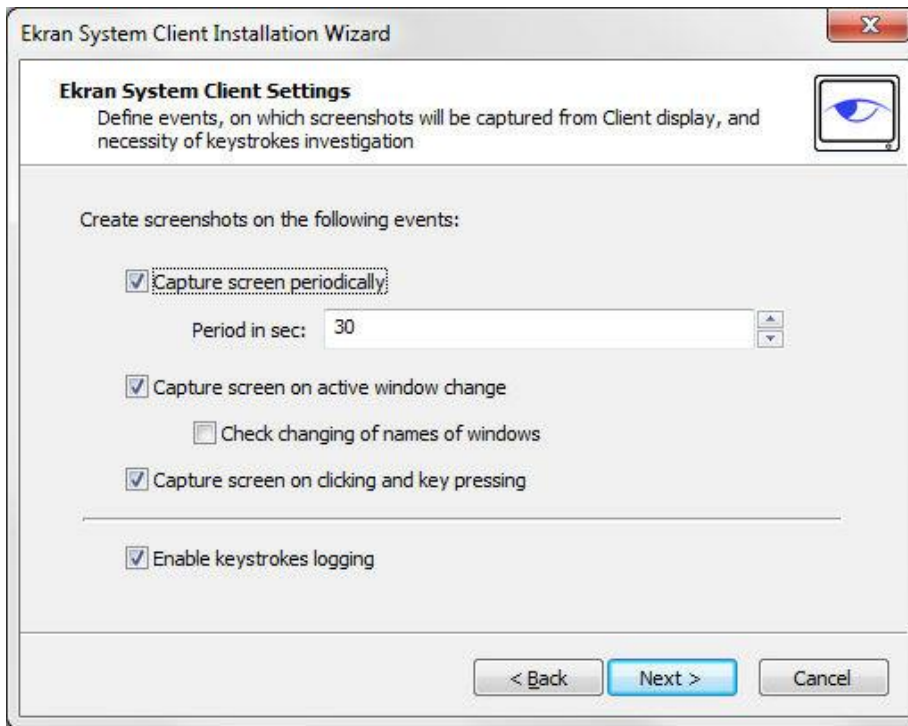 Ekran System Client Installation Wizard
Ekran System Client Settings
Define events, on which screenshots will be captured from Client display, and
necessity of keystrokes investigation
Create screenshots on the following events:
Capture screen periodically
Period in sec: 30
Capture screen on active window change
Check changing of names of windows
Capture screen on clicking and key pressing
Enable keystrokes logging
< Back Next > Cancel